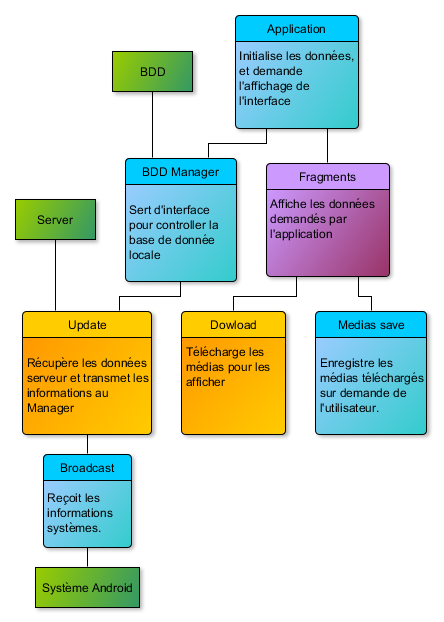 Application
Initialise les données,
et demande
l'affichage de
l'interface
BDD
BDD Manager
Sert d'interface
pour controller la
base de donnée
locale
Fragments
Affiche les données
demandés par
l'application
Server
Update
Récupère les données
serveur et transmet les
informations au
Manager
Dowload
Télécharge les
médias pour les
afficher
Medias save
Enregistre les
médias téléchargés
sur demande de
l'utilisateur.
Broadcast
Reçoit les
informations
systèmes.
Système Android